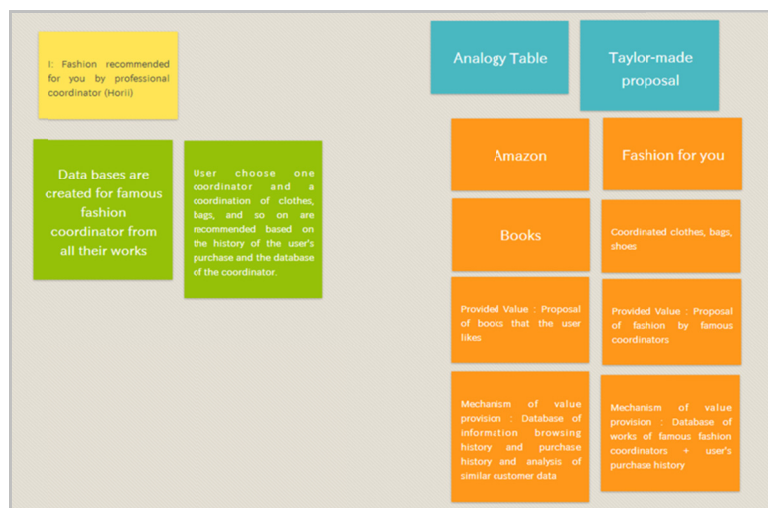 I: Fashion recommended
for you by professional
coordinator (Horii)
Data bases are
created for famous
fashion
coordinator from
all their works
User choose one
coordinator and a
coordination of clothes,
bags, and so on are
recommended based on
the history of the user's
purchase and the database
of the coordinator.
Analogy Table
Taylor-made
proposal
Amazon
Fashion for you
Books
Coordinated clothes, bags,
shoes
Provided Value : Proposal
of books that the user
likes
Provided Value : Proposal
of fashion by famous
coordinators
Mechanism of value
provision : Database of
information browsing
history and purchase
history and analysis of
similar customer data
Mechanism of value
provision : Database of
works of famous fashion
coordinators + user's
purchase history